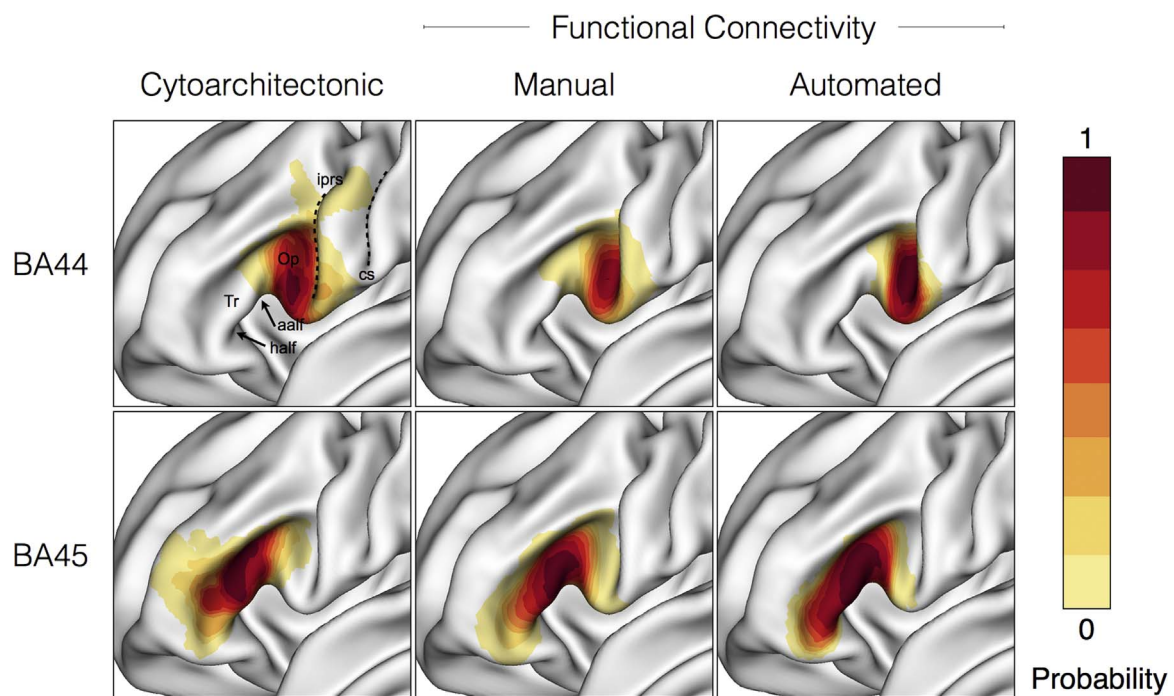 Functional Connectivity
Cytoarchitectonic
Manual
Automated
BA44
iprs
Op
cs
Tr
aalf
half
BA45
1
0
Probability